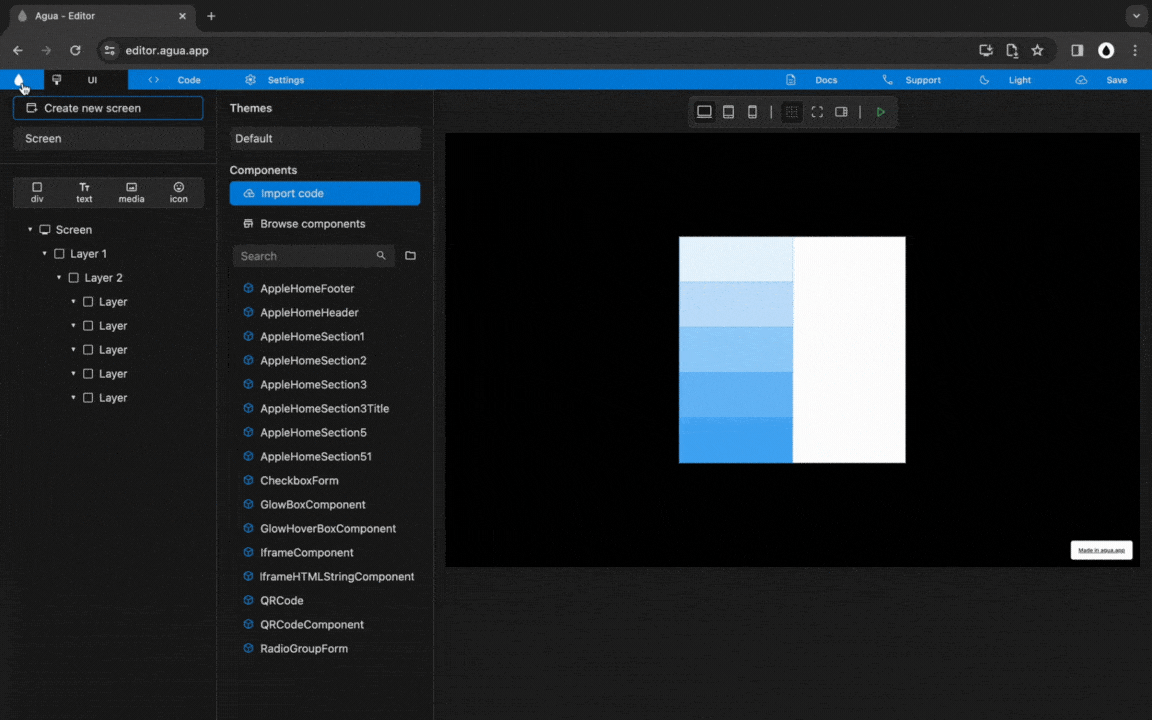 Agua - Editor
editor.agua.app
UI
Code
Settings
Docs
Support
Light
Save
Create new screen
Screen
div
text
media
icon
Screen
Layer 1
Layer 2
Layer
Layer
Layer
Layer
Layer
Themes
Default
Components
Import code
Browse components
Search
AppleHomeFooter
AppleHomeHeader
AppleHomeSection1
AppleHomeSection2
AppleHomeSection3
AppleHomeSection3Title
AppleHomeSection5
AppleHomeSection51
CheckboxForm
GlowBoxComponent
GlowHoverBoxComponent
IframeComponent
IframeHTMLStringComponent
QRCode
QRCodeComponent
RadioGroupForm
Made in agua.app